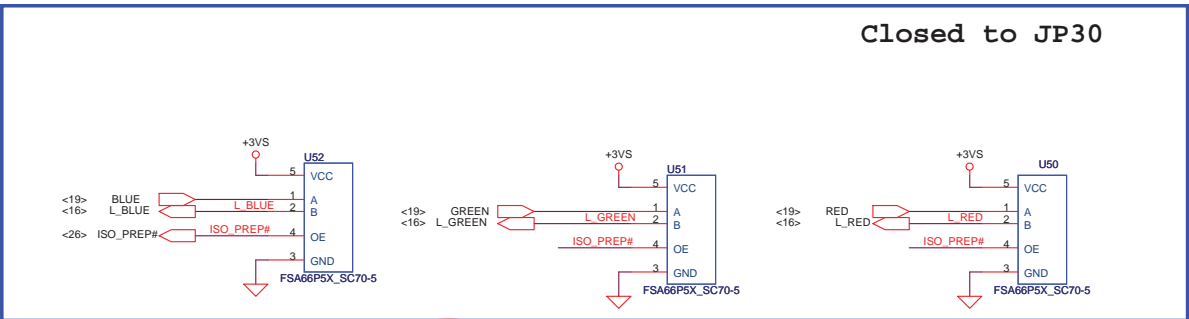 Closed to JP30
+3VS
U52
5 VCC
<19> BLUE 1 A
<16> L_BLUE L_BLUE 2 B
<26> ISO_PREP# ISO_PREP# 4 OE
3 GND
FSA66P5X_SC70-5
+3VS
U51
5 VCC
<19> GREEN 1 A
<16> L_GREEN L_GREEN 2 B
ISO_PREP# 4 OE
3 GND
FSA66P5X_SC70-5
+3VS
U50
5 VCC
<19> RED 1 A
<16> L_RED L_RED 2 B
ISO_PREP# 4 OE
3 GND
FSA66P5X_SC70-5